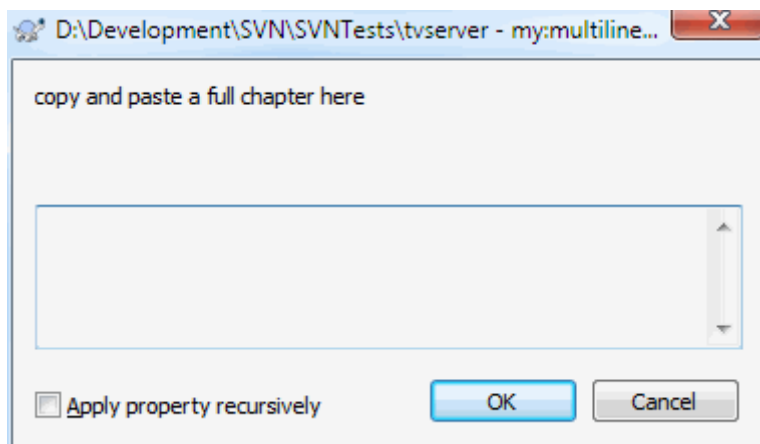 D:\Development\SVN\SVNTests\tvserver - my:multiline...
copy and paste a full chapter here
Apply property recursively
OK
Cancel